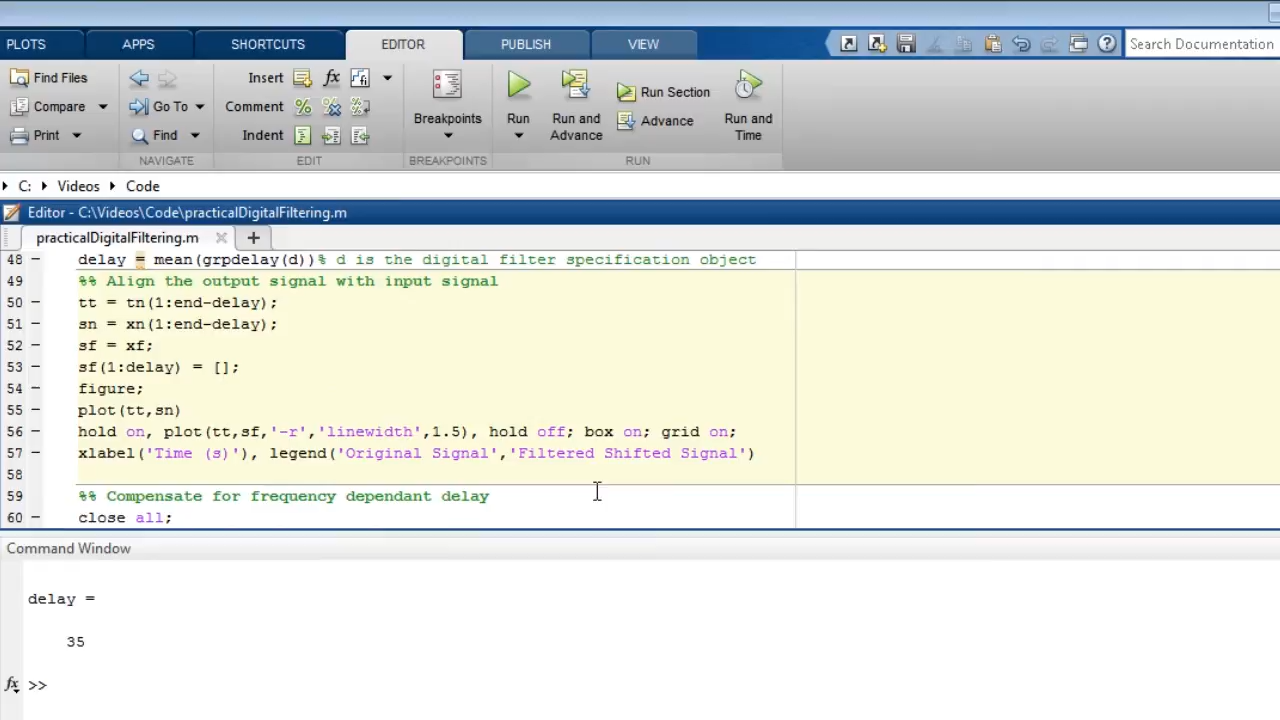 PLOTS APPS SHORTCUTS EDITOR PUBLISH VIEW Search Documentation
Find Files Insert fx
Compare Go To Comment % Breakpoints Run Run and Advance Run Section Advance Run and Time
Print Find Indent
NAVIGATE EDIT BREAKPOINTS RUN
C: Videos Code
Editor - C:\Videos\Code\practicalDigitalFiltering.m
practicalDigitalFiltering.m
48 – delay = mean(grpdelay(d))% d is the digital filter specification object
49 %% Align the output signal with input signal
50 – tt = tn(1:end-delay);
51 – sn = xn(1:end-delay);
52 – sf = xf;
53 – sf(1:delay) = [];
54 – figure;
55 – plot(tt,sn)
56 – hold on, plot(tt,sf,'-r','linewidth',1.5), hold off; box on; grid on;
57 – xlabel('Time (s)'), legend('Original Signal','Filtered Shifted Signal')
58
59 %% Compensate for frequency dependant delay
60 – close all;
Command Window
delay =
35
fx >>